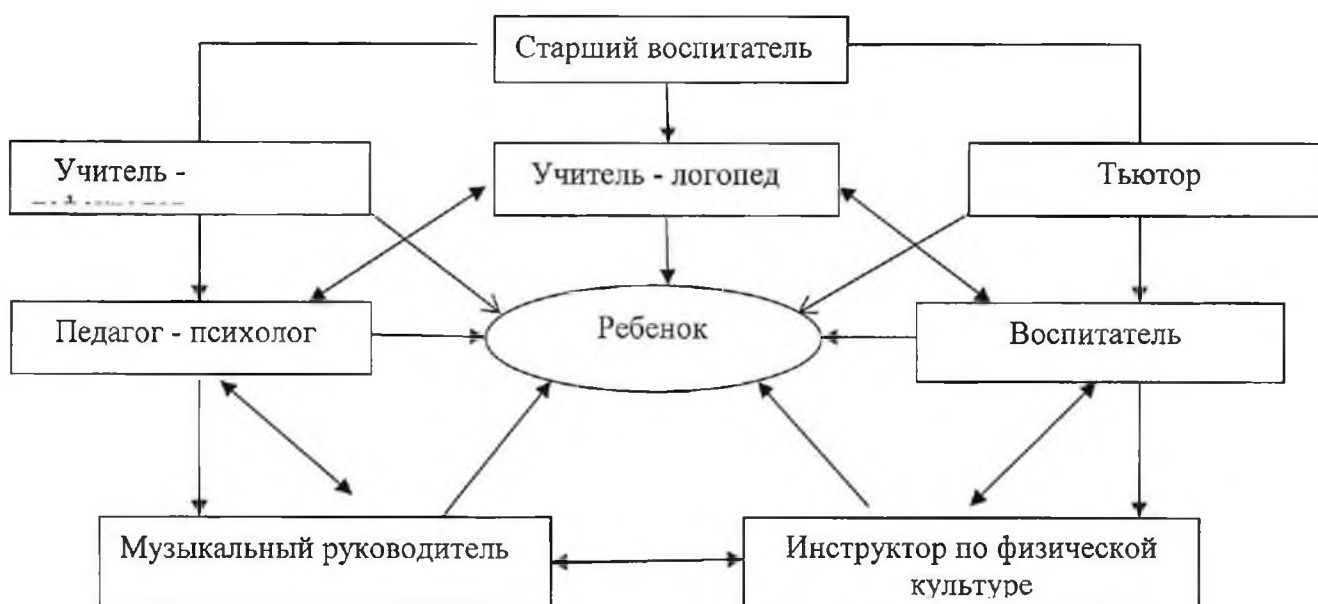 Старший воспитатель
Учитель -
Учитель - логопед
Тьютор
Педагог - психолог
Ребенок
Воспитатель
Музыкальный руководитель
Инструктор по физической
культуре